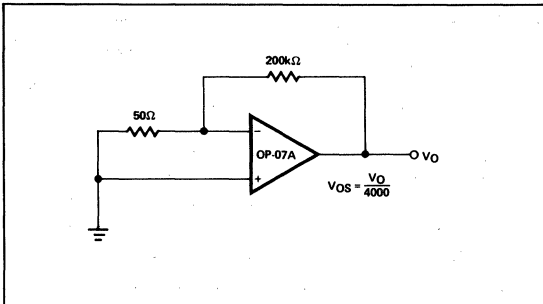 200kΩ
50Ω
−
OP-07A
+
VO
VOS = VO
4000